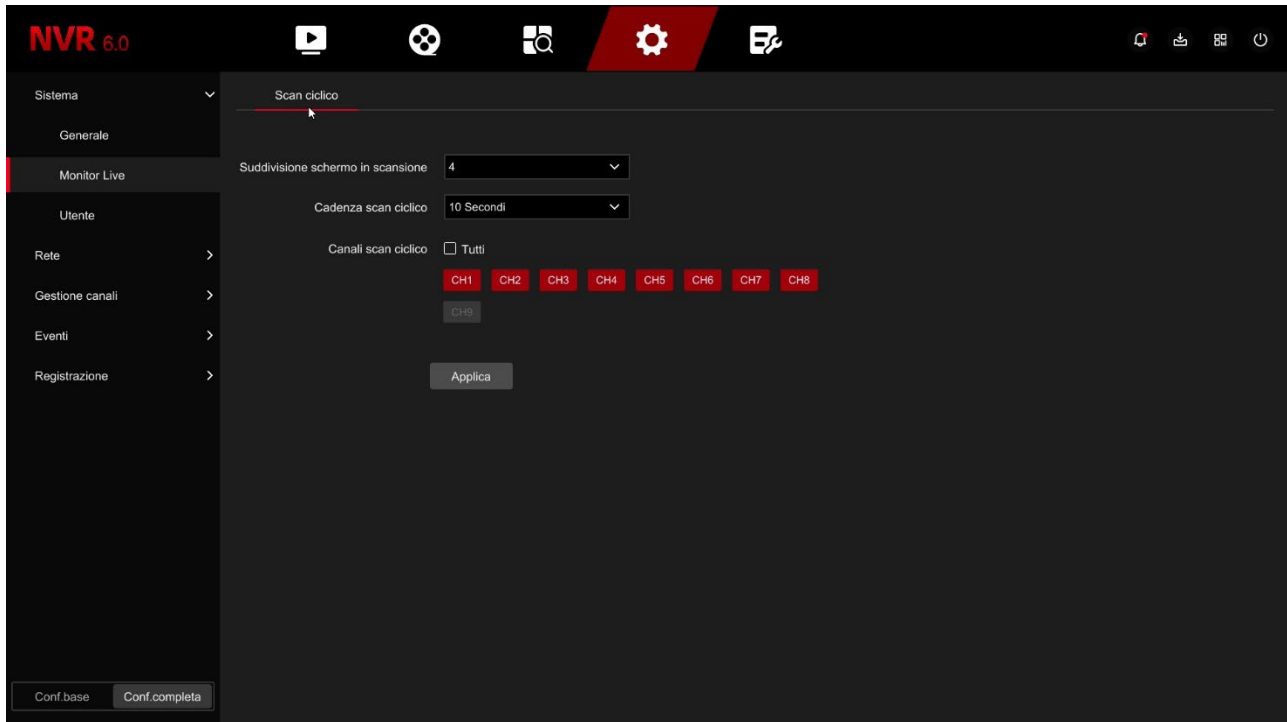 NVR 6.0
Sistema
Scan ciclico
Generale
Suddivisione schermo in scansione 4
Monitor Live
Cadenza scan ciclico 10 Secondi
Utente
Canali scan ciclico Tutti
Rete
CH1 CH2 CH3 CH4 CH5 CH6 CH7 CH8
Gestione canali
CH9
Eventi
Registrazione
Applica
Conf.base Conf.completa